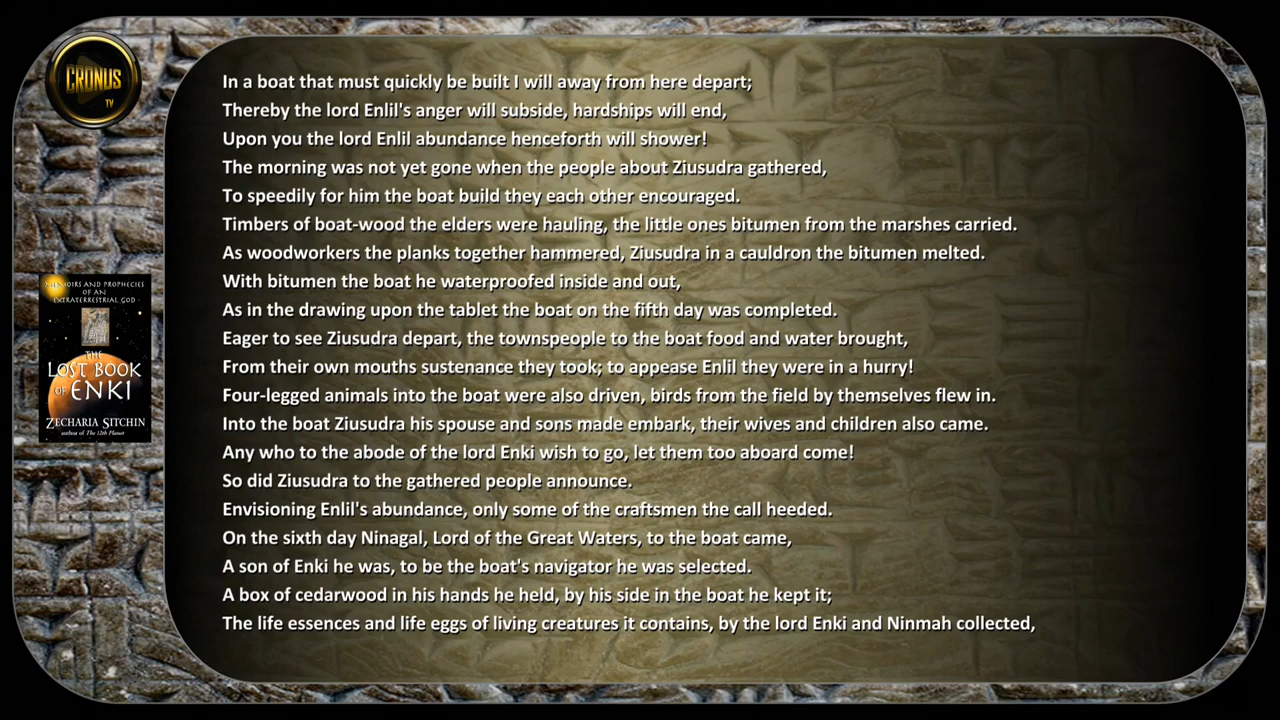 CRONUS
TV
In a boat that must quickly be built I will away from here depart;
Thereby the lord Enlil's anger will subside, hardships will end,
Upon you the lord Enlil abundance henceforth will shower!
The morning was not yet gone when the people about Ziusudra gathered,
To speedily for him the boat build they each other encouraged.
Timbers of boat-wood the elders were hauling, the little ones bitumen from the marshes carried.
As woodworkers the planks together hammered, Ziusudra in a cauldron the bitumen melted.
With bitumen the boat he waterproofed inside and out,
As in the drawing upon the tablet the boat on the fifth day was completed.
Eager to see Ziusudra depart, the townspeople to the boat food and water brought,
From their own mouths sustenance they took; to appease Enlil they were in a hurry!
Four-legged animals into the boat were also driven, birds from the field by themselves flew in.
Into the boat Ziusudra his spouse and sons made embark, their wives and children also came.
Any who to the abode of the lord Enki wish to go, let them too aboard come!
So did Ziusudra to the gathered people announce.
Envisioning Enlil's abundance, only some of the craftsmen the call heeded.
On the sixth day Ninagal, Lord of the Great Waters, to the boat came,
A son of Enki he was, to be the boat's navigator he was selected.
A box of cedarwood in his hands he held, by his side in the boat he kept it;
The life essences and life eggs of living creatures it contains, by the lord Enki and Ninmah collected,
MEMOIRS AND PROPHECIES
OF AN
EXTRATERRESTRIAL GOD
THE
LOST BOOK
OF ENKI
ZECHARIA SITCHIN
author of The 12th Planet